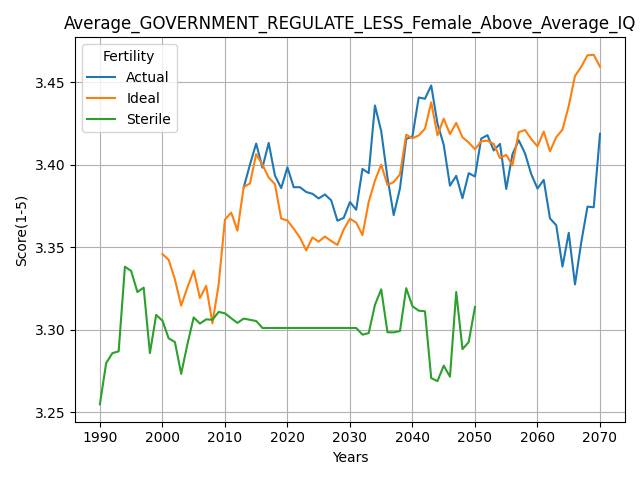 Average_GOVERNMENT_REGULATE_LESS_Female_Above_Average_IQ
Fertility
Actual
Ideal
Sterile
Score(1-5)
3.45
3.40
3.35
3.30
3.25
1990 2000 2010 2020 2030 2040 2050 2060 2070
Years